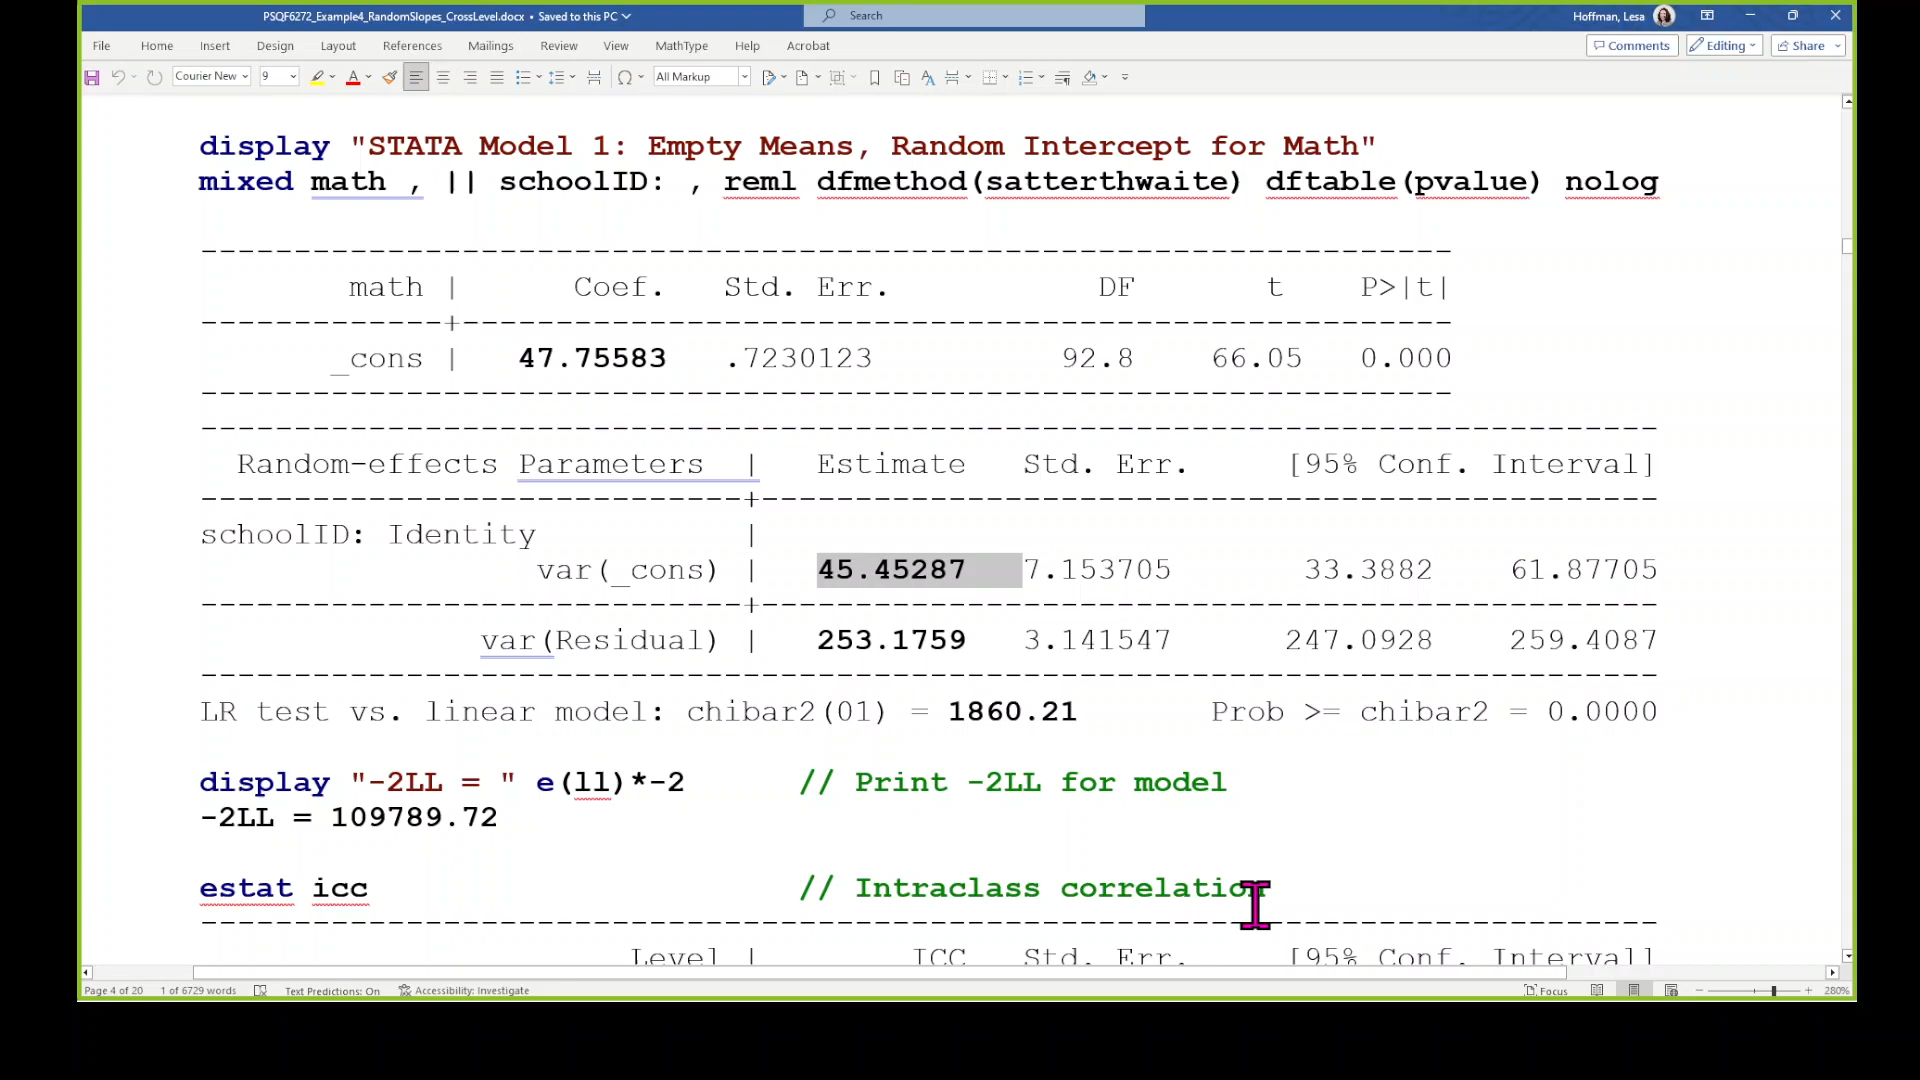 PSQF6272_Example4_RandomSlopes_CrossLevel.docx • Saved to this PC
Search
Hoffman, Lesa
File Home Insert Design Layout References Mailings Review View MathType Help Acrobat
Comments Editing Share
Courier New 9 All Markup
display "STATA Model 1: Empty Means, Random Intercept for Math"
mixed math , || schoolID: , reml dfmethod(satterthwaite) dftable(pvalue) nolog
------------------------------------------------------------------
math | Coef. Std. Err. DF t P>|t|
-------------+----------------------------------------------------
_cons | 47.75583 .7230123 92.8 66.05 0.000
------------------------------------------------------------------
------------------------------------------------------------------------------
Random-effects Parameters | Estimate Std. Err. [95% Conf. Interval]
-----------------------------+------------------------------------------------
schoolID: Identity |
var(_cons) | 45.45287 7.153705 33.3882 61.87705
-----------------------------+------------------------------------------------
var(Residual) | 253.1759 3.141547 247.0928 259.4087
------------------------------------------------------------------------------
LR test vs. linear model: chibar2(01) = 1860.21 Prob >= chibar2 = 0.0000
display "-2LL = " e(ll)*-2 // Print -2LL for model
-2LL = 109789.72
estat icc // Intraclass correlation
------------------------------------------------------------------------------
Level | ICC Std. Err. [95% Conf. Interval]
Page 4 of 20 1 of 6729 words Text Predictions: On Accessibility: Investigate Focus 280%